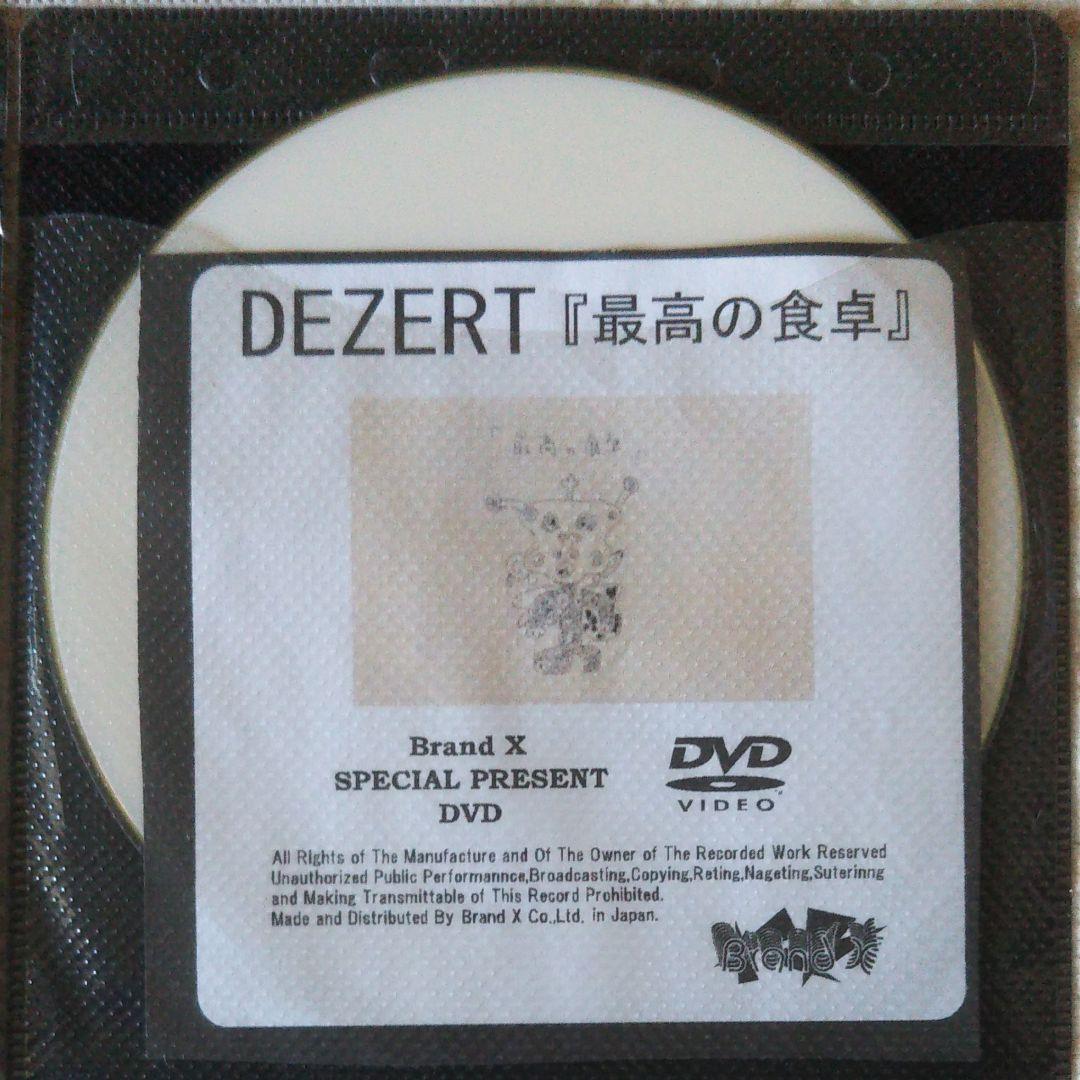 DEZERT『最高の食卓』
Brand X
SPECIAL PRESENT
DVD
DVD
VIDEO
All Rights of The Manufacture and Of The Owner of The Recorded Work Reserved
Unauthorized Public Performannce,Broadcasting,Copying,Reting,Nageting,Suterinng
and Making Transmittable of This Record Prohibited.
Made and Distributed By Brand X Co.,Ltd. in Japan.
Brand X